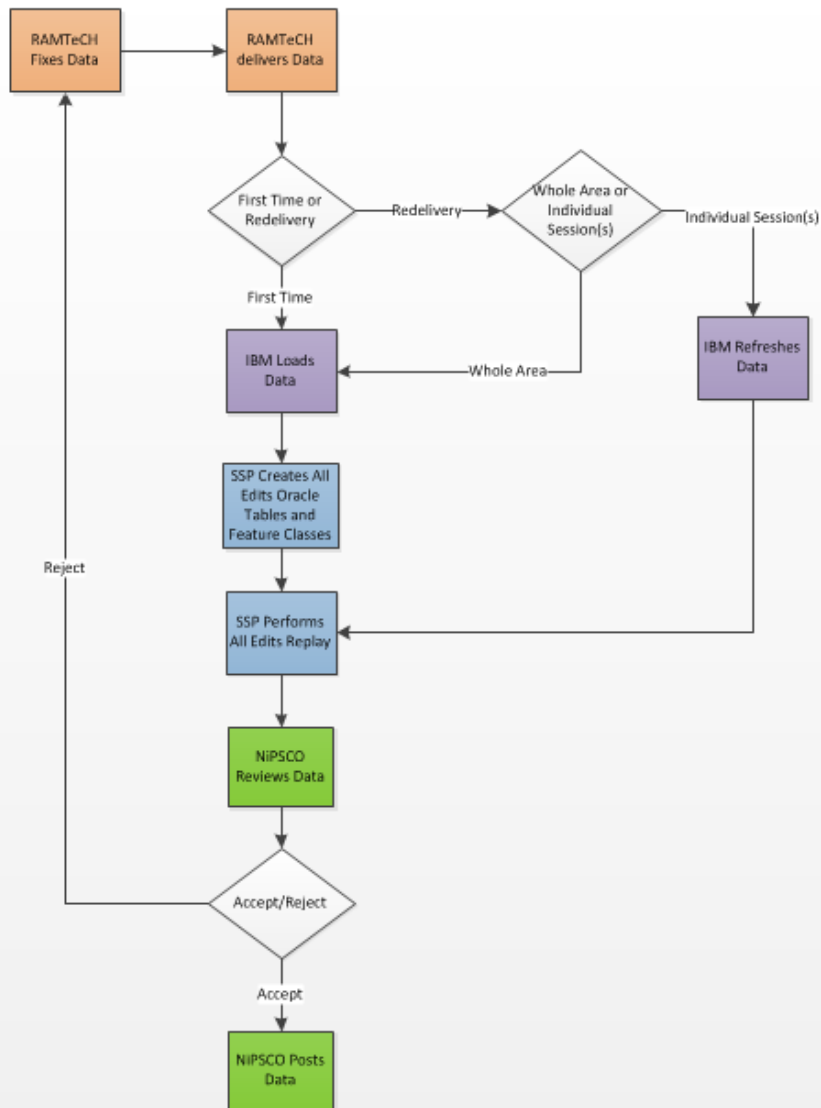 RAMTeCH
Fixes Data
RAMTeCH
delivers Data
First Time or
Redelivery
Redelivery
Whole Area or
Individual
Session(s)
Individual Session(s)
First Time
IBM Loads
Data
Whole Area
IBM Refreshes
Data
SSP Creates All
Edits Oracle
Tables and
Feature Classes
Reject
SSP Performs
All Edits Replay
NiPSCO
Reviews Data
Accept/Reject
Accept
NiPSCO Posts
Data